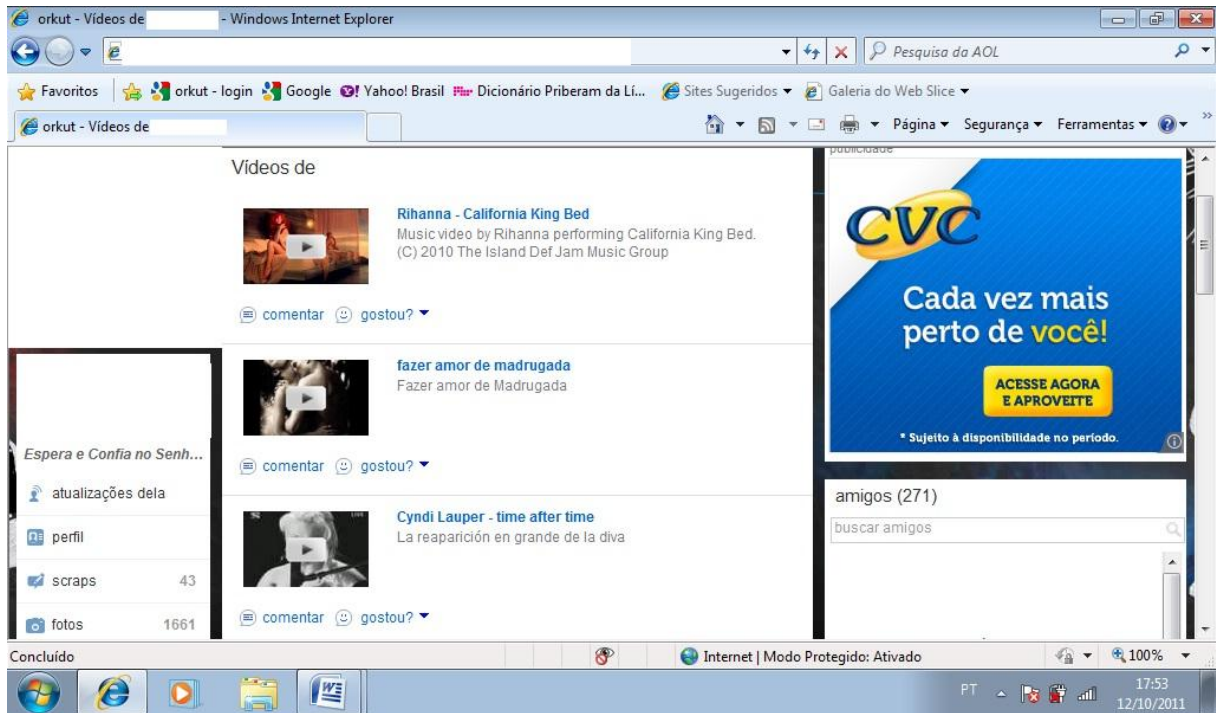 orkut - Vídeos de - Windows Internet Explorer
Pesquisa da AOL
Favoritos orkut - login Google Yahoo! Brasil Dicionário Priberam da Lí... Sites Sugeridos Galeria do Web Slice
orkut - Vídeos de Página Segurança Ferramentas
Vídeos de
Rihanna - California King Bed
Music video by Rihanna performing California King Bed.
(C) 2010 The Island Def Jam Music Group
comentar gostou?
fazer amor de madrugada
Fazer amor de Madrugada
comentar gostou?
Cyndi Lauper - time after time
La reaparición en grande de la diva
comentar gostou?
Espera e Confia no Senh...
atualizações dela
perfil
scraps 43
fotos 1661
publicidade
CVC
Cada vez mais
perto de você!
ACESSE AGORA
E APROVEITE
* Sujeito à disponibilidade no período.
amigos (271)
buscar amigos
Concluído Internet | Modo Protegido: Ativado 100%
PT 17:53
12/10/2011